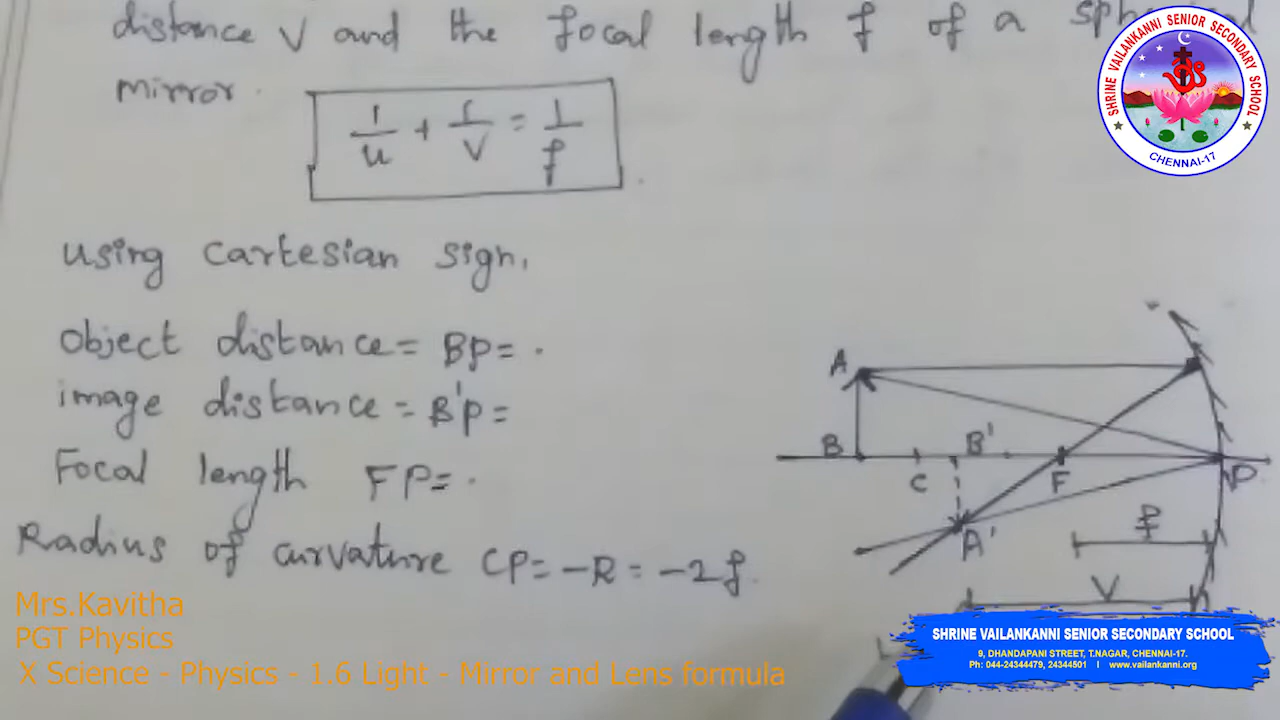 distance v and the focal length f of a spherical
mirror.
1/u + 1/v = 1/f
using cartesian sign,
object distance = BP = .
image distance = B'P =
Focal length FP = .
Radius of curvature CP = -R = -2f.
A
B
C
B'
F
P
A'
f
V
Mrs.Kavitha
PGT Physics
X Science - Physics - 1.6 Light - Mirror and Lens formula
SHRINE VAILANKANNI SENIOR SECONDARY SCHOOL
CHENNAI-17
SHRINE VAILANKANNI SENIOR SECONDARY SCHOOL
9, DHANDAPANI STREET, T.NAGAR, CHENNAI-17.
Ph: 044-24344479, 24344501 | www.vailankanni.org